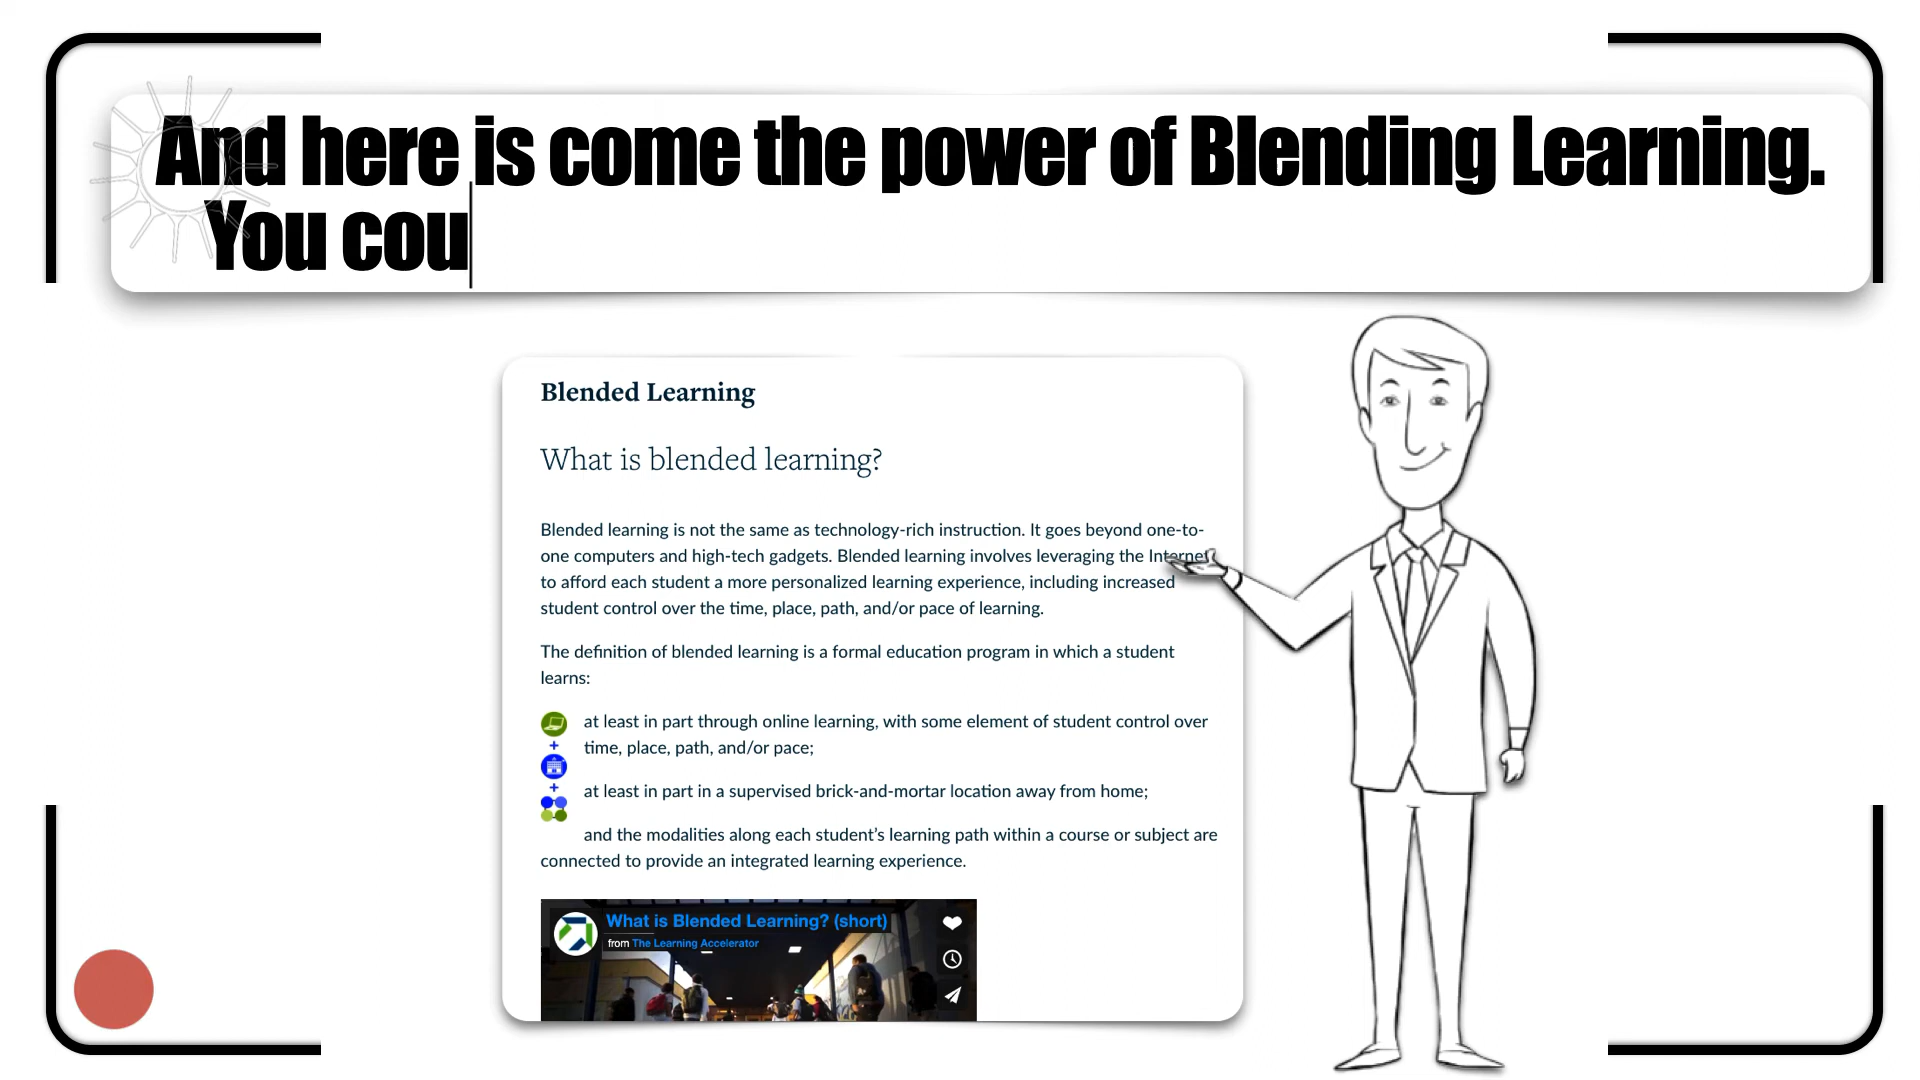 And here is come the power of Blending Learning.
You cou
Blended Learning
What is blended learning?
Blended learning is not the same as technology-rich instruction. It goes beyond one-to-
one computers and high-tech gadgets. Blended learning involves leveraging the Internet
to afford each student a more personalized learning experience, including increased
student control over the time, place, path, and/or pace of learning.
The definition of blended learning is a formal education program in which a student
learns:
at least in part through online learning, with some element of student control over
time, place, path, and/or pace;
at least in part in a supervised brick-and-mortar location away from home;
and the modalities along each student’s learning path within a course or subject are
connected to provide an integrated learning experience.
What is Blended Learning? (short)
from The Learning Accelerator